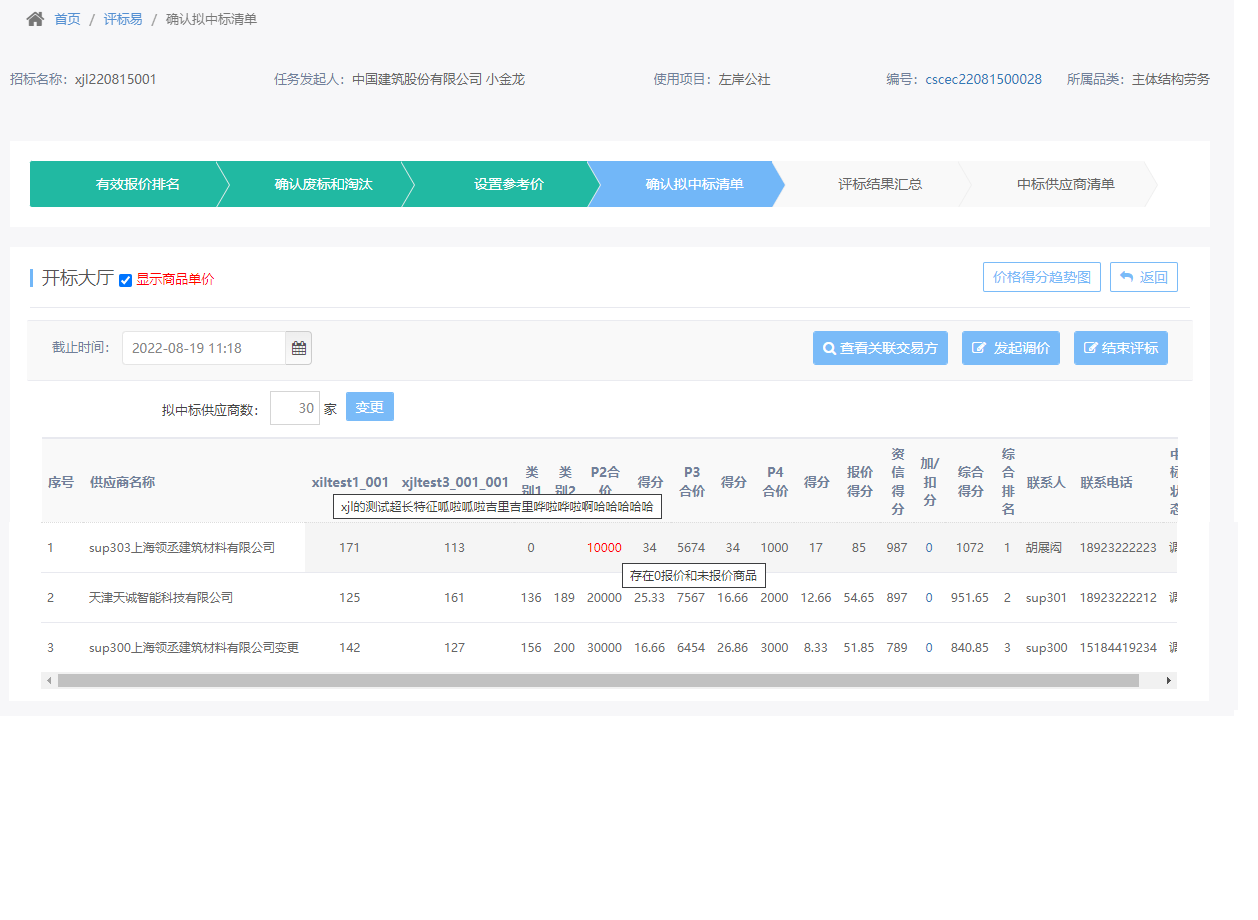 首页 / 评标易 / 确认拟中标清单
招标名称：xjl220815001 任务发起人：中国建筑股份有限公司 小金龙 使用项目：左岸公社 编号：cscec22081500028 所属品类：主体结构劳务
有效报价排名 确认废标和淘汰 设置参考价 确认拟中标清单 评标结果汇总 中标供应商清单
开标大厅 显示商品单价 价格得分趋势图 返回
截止时间： 2022-08-19 11:18 查看关联交易方 发起调价 结束评标
拟中标供应商数： 30 家 变更
序号 供应商名称 xiltest1_001 xjltest3_001_001 类别1 类别2 P2合价 得分 P3合价 得分 P4合价 得分 报价得分 资信得分 加/扣分 综合得分 综合排名 联系人 联系电话 中标状态
xjl的测试超长特征呱啦呱啦吉里吉里哗啦哗啦啊哈哈哈哈哈
1 sup303上海领丞建筑材料有限公司 171 113 0 10000 34 5674 34 1000 17 85 987 0 1072 1 胡展闳 18923222223
存在0报价和未报价商品
2 天津天诚智能科技有限公司 125 161 136 189 20000 25.33 7567 16.66 2000 12.66 54.65 897 0 951.65 2 sup301 18923222212
3 sup300上海领丞建筑材料有限公司变更 142 127 156 200 30000 16.66 6454 26.86 3000 8.33 51.85 789 0 840.85 3 sup300 15184419234